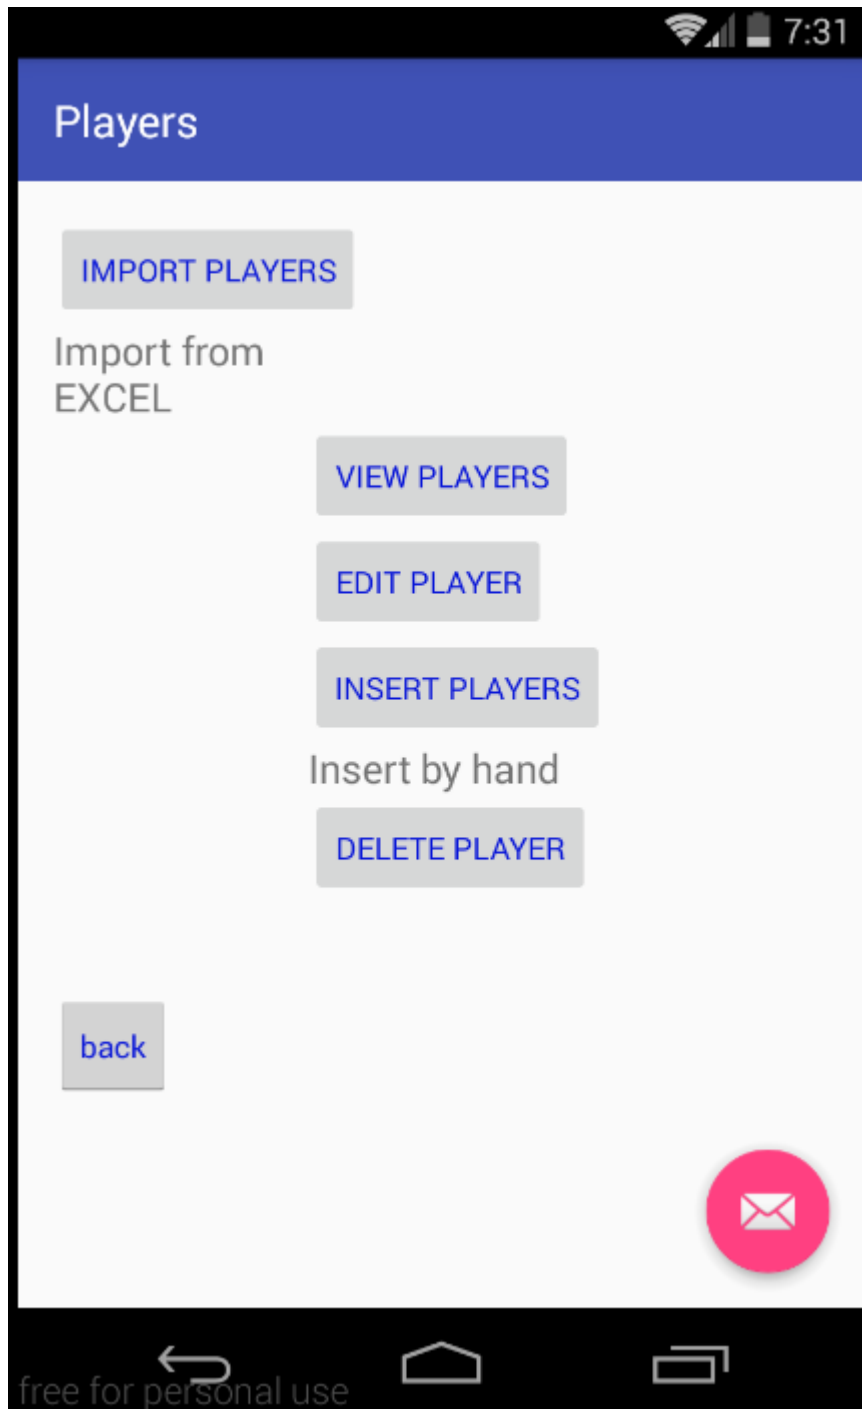 7:31
Players
IMPORT PLAYERS
Import from
EXCEL
VIEW PLAYERS
EDIT PLAYER
INSERT PLAYERS
Insert by hand
DELETE PLAYER
back
free for personal use